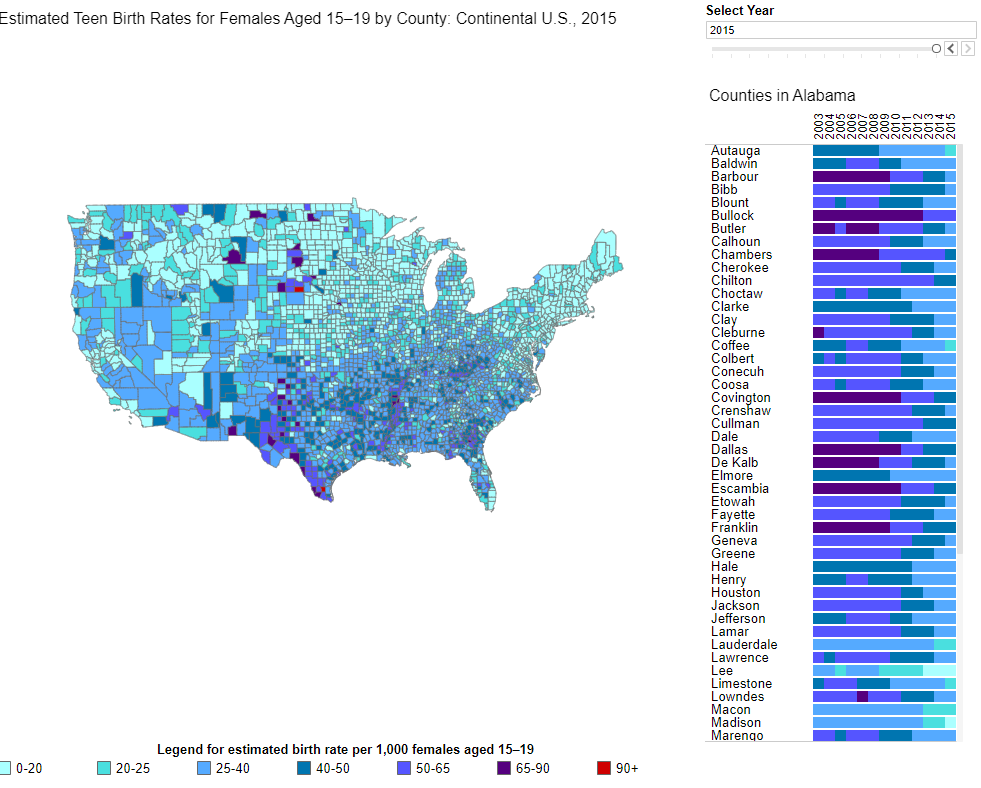 Estimated Teen Birth Rates for Females Aged 15–19 by County: Continental U.S., 2015
Select Year
2015
Counties in Alabama
2003 2004 2005 2006 2007 2008 2009 2010 2011 2012 2013 2014 2015
Autauga
Baldwin
Barbour
Bibb
Blount
Bullock
Butler
Calhoun
Chambers
Cherokee
Chilton
Choctaw
Clarke
Clay
Cleburne
Coffee
Colbert
Conecuh
Coosa
Covington
Crenshaw
Cullman
Dale
Dallas
De Kalb
Elmore
Escambia
Etowah
Fayette
Franklin
Geneva
Greene
Hale
Henry
Houston
Jackson
Jefferson
Lamar
Lauderdale
Lawrence
Lee
Limestone
Lowndes
Macon
Madison
Marengo
Legend for estimated birth rate per 1,000 females aged 15–19
0-20 20-25 25-40 40-50 50-65 65-90 90+